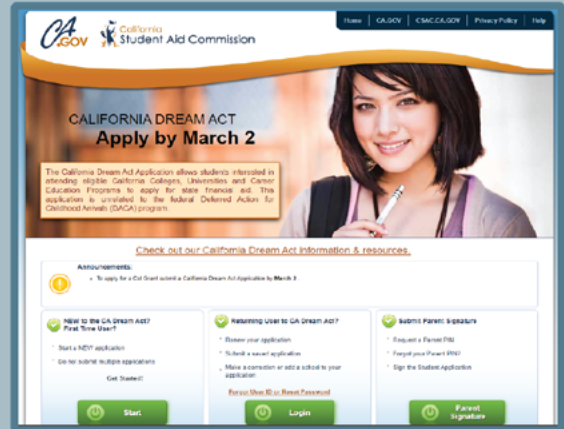 CA.GOV
California
Student Aid Commission
Home | CA.GOV | CSAC.CA.GOV | Privacy Policy | Help
CALIFORNIA DREAM ACT
Apply by March 2
The California Dream Act Application allows students interested in
attending eligible California Colleges, Universities and Career
Education Programs to apply for state financial aid. This
application is unrelated to the federal Deferred Action for
Childhood Arrivals (DACA) program.
Check out our California Dream Act information & resources.
Announcements:
To apply for a Cal Grant submit a California Dream Act Application by March 2
NEW to the CA Dream Act?
First Time User?
Start a NEW application
Do not submit multiple applications
Get Started!
Start
Returning User to CA Dream Act?
Renew your application
Submit a saved application
Make a correction or add a school to your
application
Forgot User ID or Reset Password
Login
Submit Parent Signature
Request a Parent PIN
Forgot your Parent PIN?
Sign the Student Application
Parent
Signature